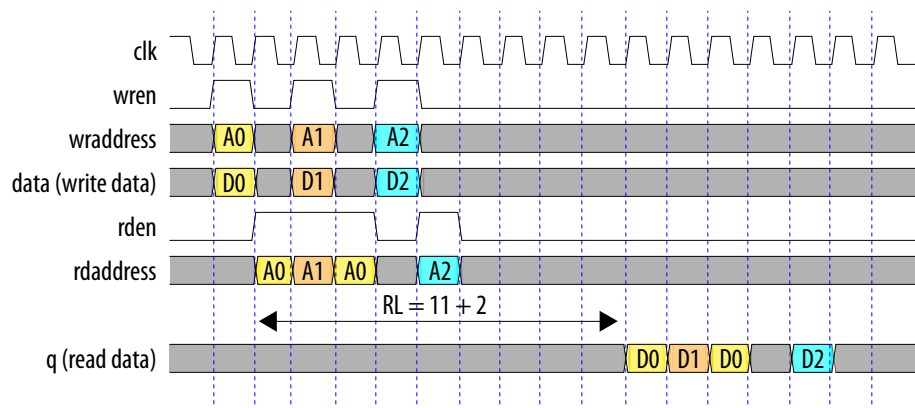 clk
wren
wraddress A0 A1 A2
data (write data) D0 D1 D2
rden
rdaddress A0 A1 A0 A2
RL = 11 + 2
q (read data) D0 D1 D0 D2